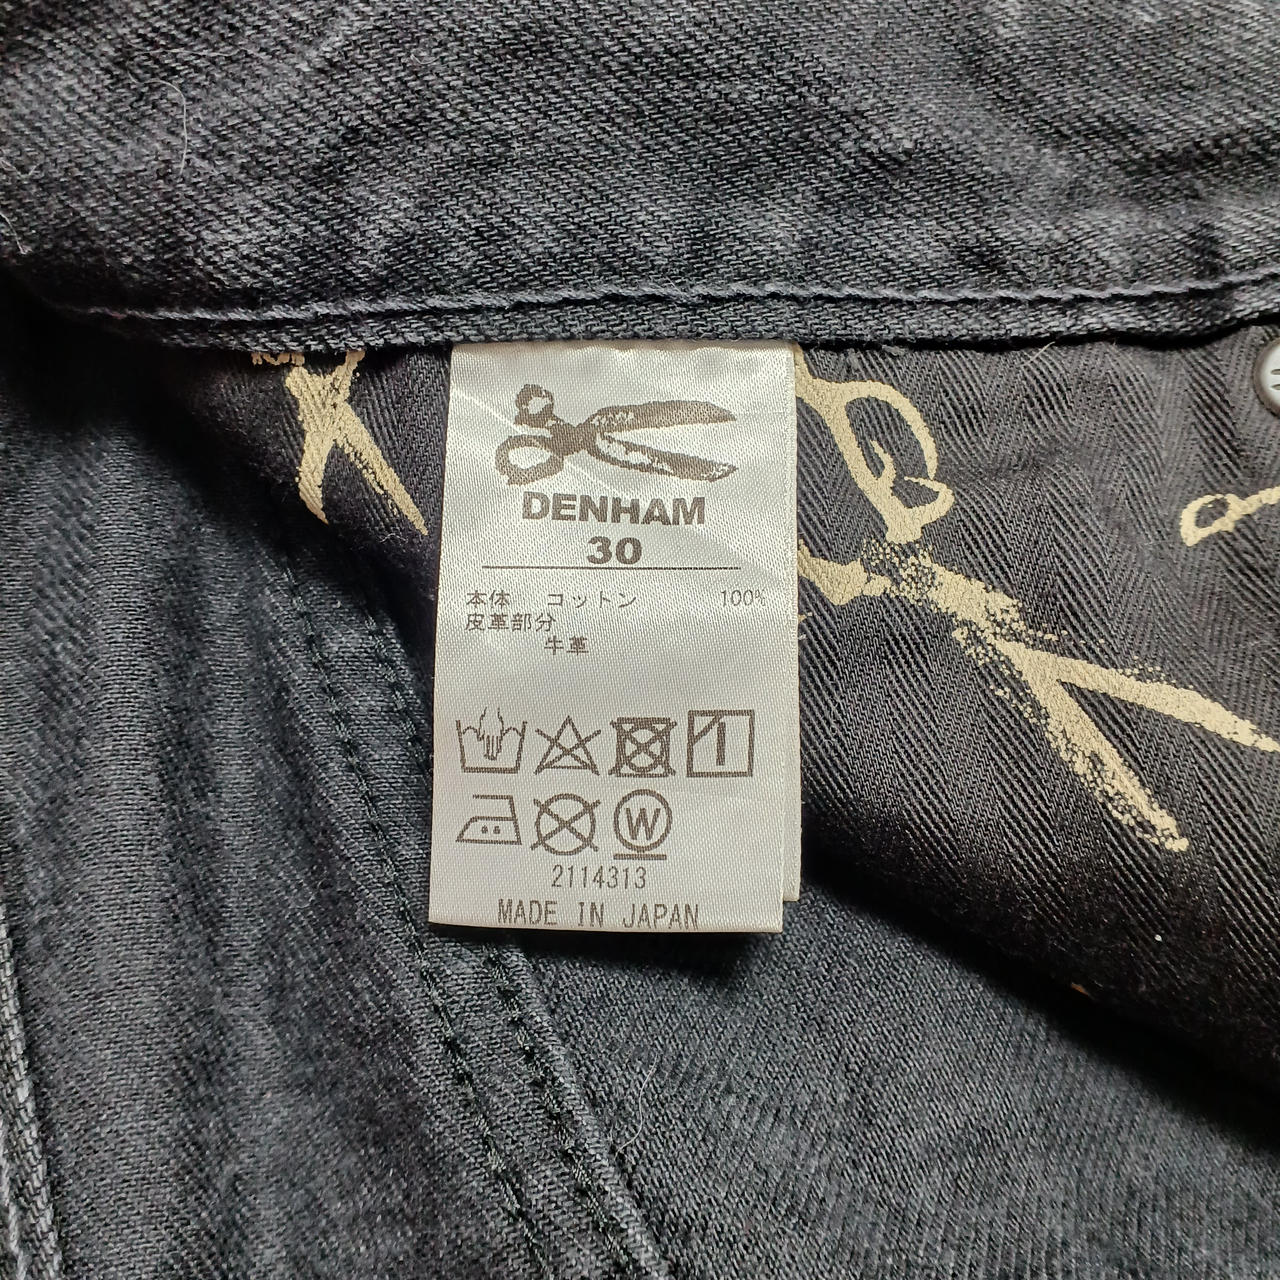 DENHAM
30
本体 コットン 100%
皮革部分
牛革
W
2114313
MADE IN JAPAN